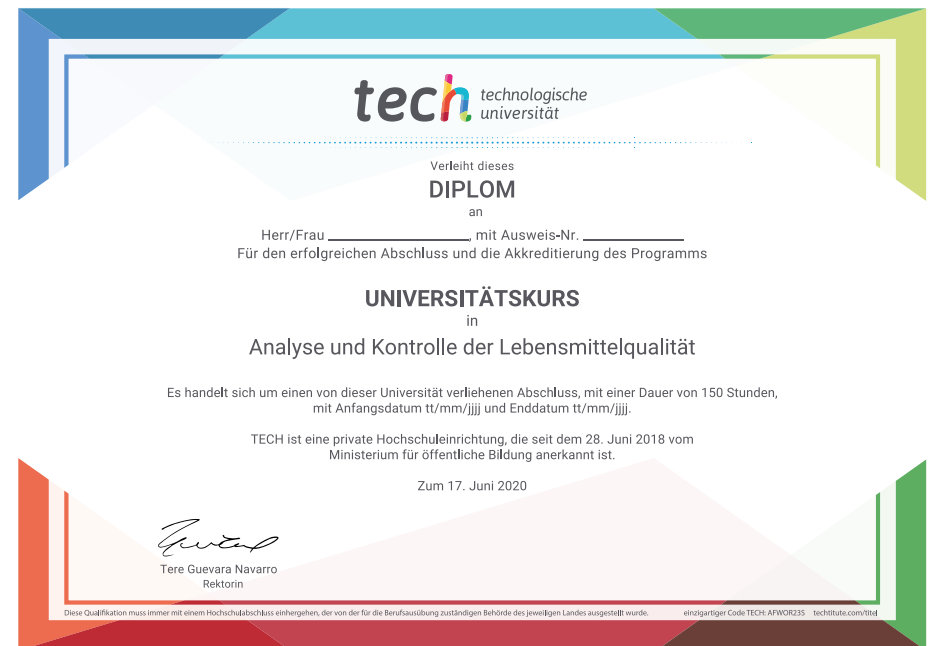 tech technologische
universität
Verleiht dieses
DIPLOM
an
Herr/Frau ____________________, mit Ausweis-Nr. ______________
Für den erfolgreichen Abschluss und die Akkreditierung des Programms
UNIVERSITÄTSKURS
in
Analyse und Kontrolle der Lebensmittelqualität
Es handelt sich um einen von dieser Universität verliehenen Abschluss, mit einer Dauer von 150 Stunden,
mit Anfangsdatum tt/mm/jjjj und Enddatum tt/mm/jjjj.
TECH ist eine private Hochschuleinrichtung, die seit dem 28. Juni 2018 vom
Ministerium für öffentliche Bildung anerkannt ist.
Zum 17. Juni 2020
Tere Guevara Navarro
Rektorin
Diese Qualifikation muss immer mit einem Hochschulabschluss einhergehen, der von der für die Berufsausübung zuständigen Behörde des jeweiligen Landes ausgestellt wurde. einzigartiger Code TECH: AFWOR23S techtitute.com/titel